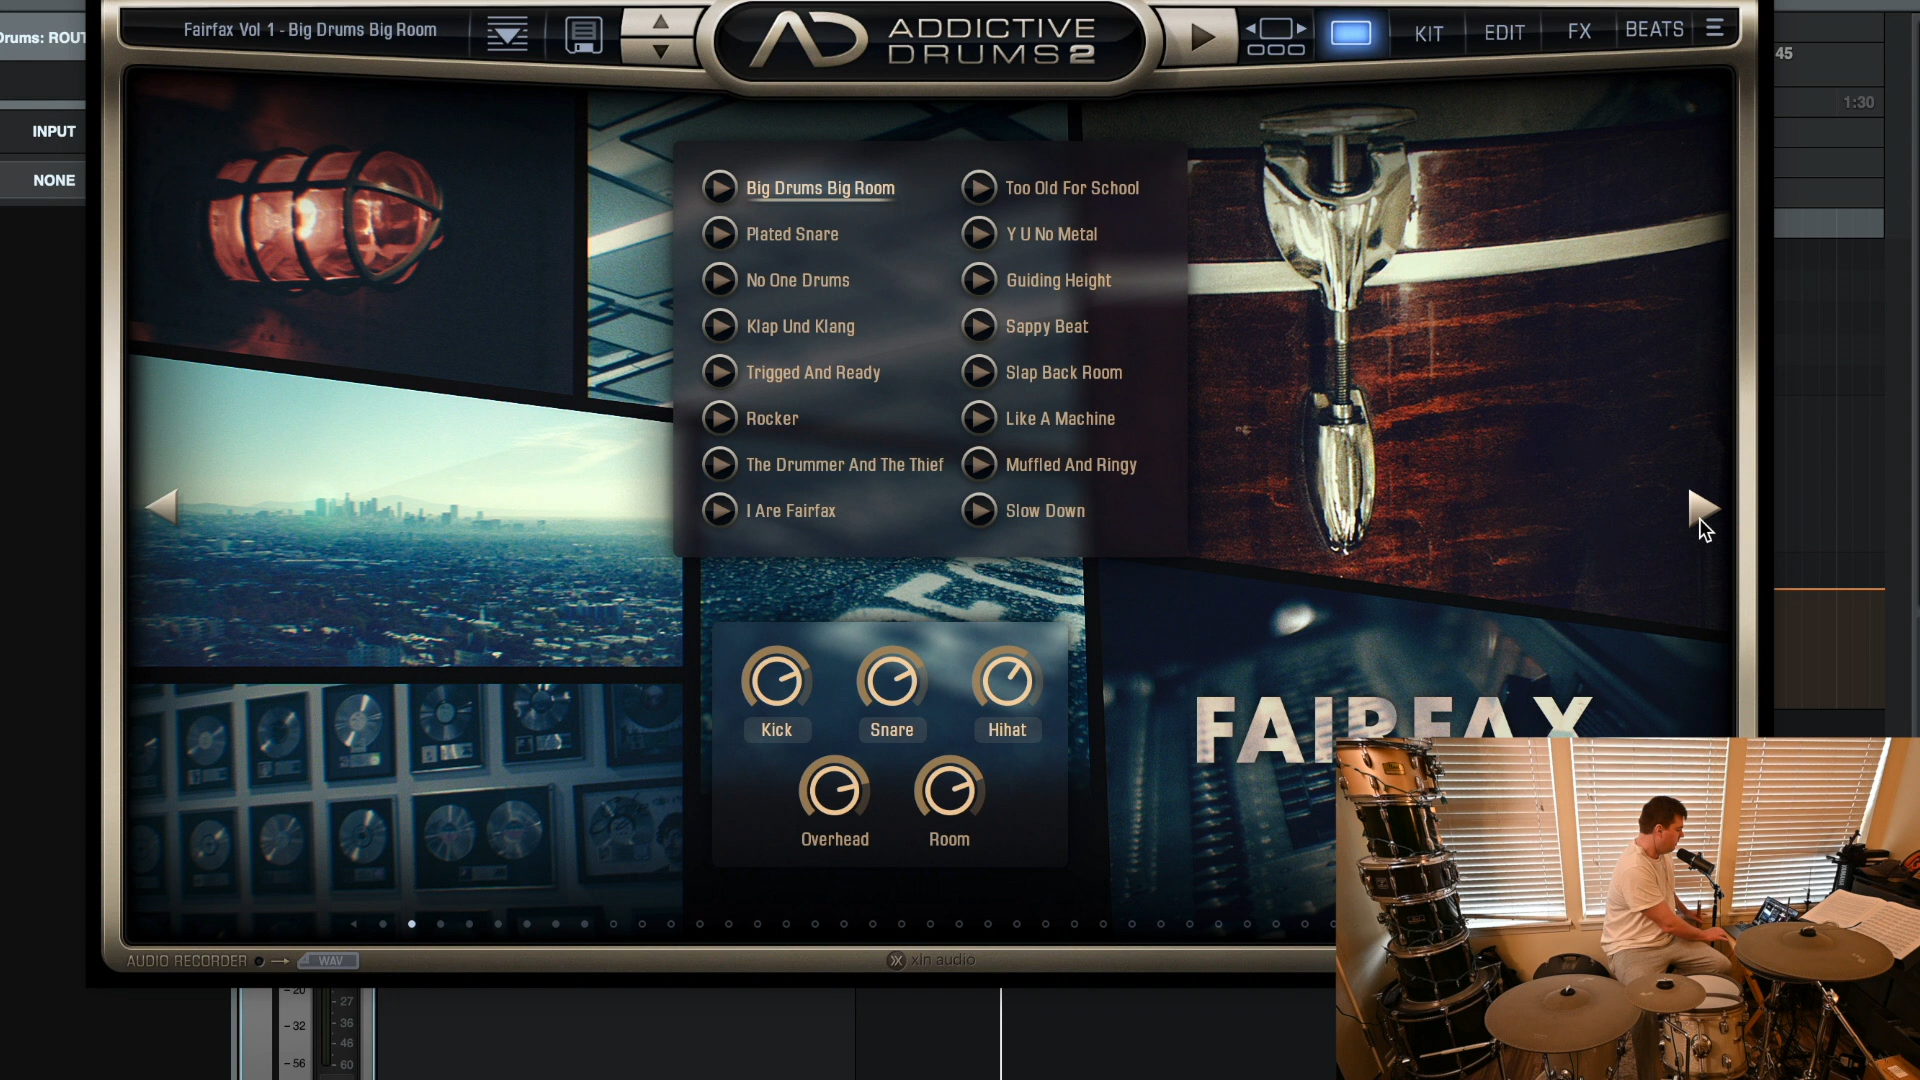 Drums: ROUT
Fairfax Vol 1 - Big Drums Big Room
ADDICTIVE
DRUMS 2
KIT
EDIT
FX
BEATS
45
1:30
INPUT
NONE
Big Drums Big Room
Too Old For School
Plated Snare
Y U No Metal
No One Drums
Guiding Height
Klap Und Klang
Sappy Beat
Trigged And Ready
Slap Back Room
Rocker
Like A Machine
The Drummer And The Thief
Muffled And Ringy
I Are Fairfax
Slow Down
Kick
Snare
Hihat
Overhead
Room
FAIRFAX
AUDIO RECORDER
WAV
xln audio
-20
-32
-56
- 27
- 36
- 46
- 60